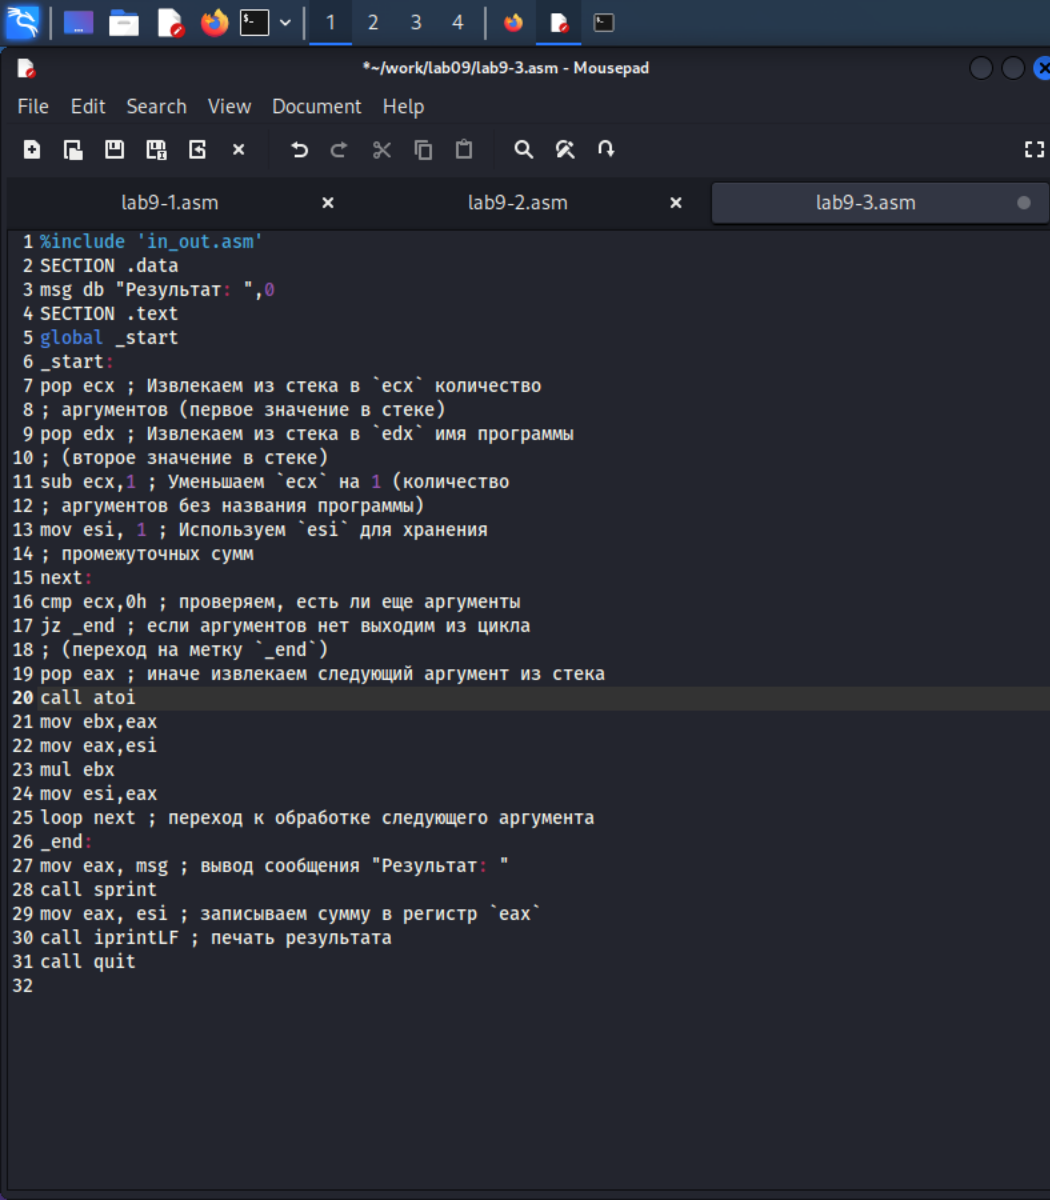 1 2 3 4
*~/work/lab09/lab9-3.asm - Mousepad
File Edit Search View Document Help
lab9-1.asm lab9-2.asm lab9-3.asm
1 %include 'in_out.asm'
2 SECTION .data
3 msg db "Результат: ",0
4 SECTION .text
5 global _start
6 _start:
7 pop ecx ; Извлекаем из стека в `ecx` количество
8 ; аргументов (первое значение в стеке)
9 pop edx ; Извлекаем из стека в `edx` имя программы
10 ; (второе значение в стеке)
11 sub ecx,1 ; Уменьшаем `ecx` на 1 (количество
12 ; аргументов без названия программы)
13 mov esi, 1 ; Используем `esi` для хранения
14 ; промежуточных сумм
15 next:
16 cmp ecx,0h ; проверяем, есть ли еще аргументы
17 jz _end ; если аргументов нет выходим из цикла
18 ; (переход на метку `_end`)
19 pop eax ; иначе извлекаем следующий аргумент из стека
20 call atoi
21 mov ebx,eax
22 mov eax,esi
23 mul ebx
24 mov esi,eax
25 loop next ; переход к обработке следующего аргумента
26 _end:
27 mov eax, msg ; вывод сообщения "Результат: "
28 call sprint
29 mov eax, esi ; записываем сумму в регистр `eax`
30 call iprintLF ; печать результата
31 call quit
32